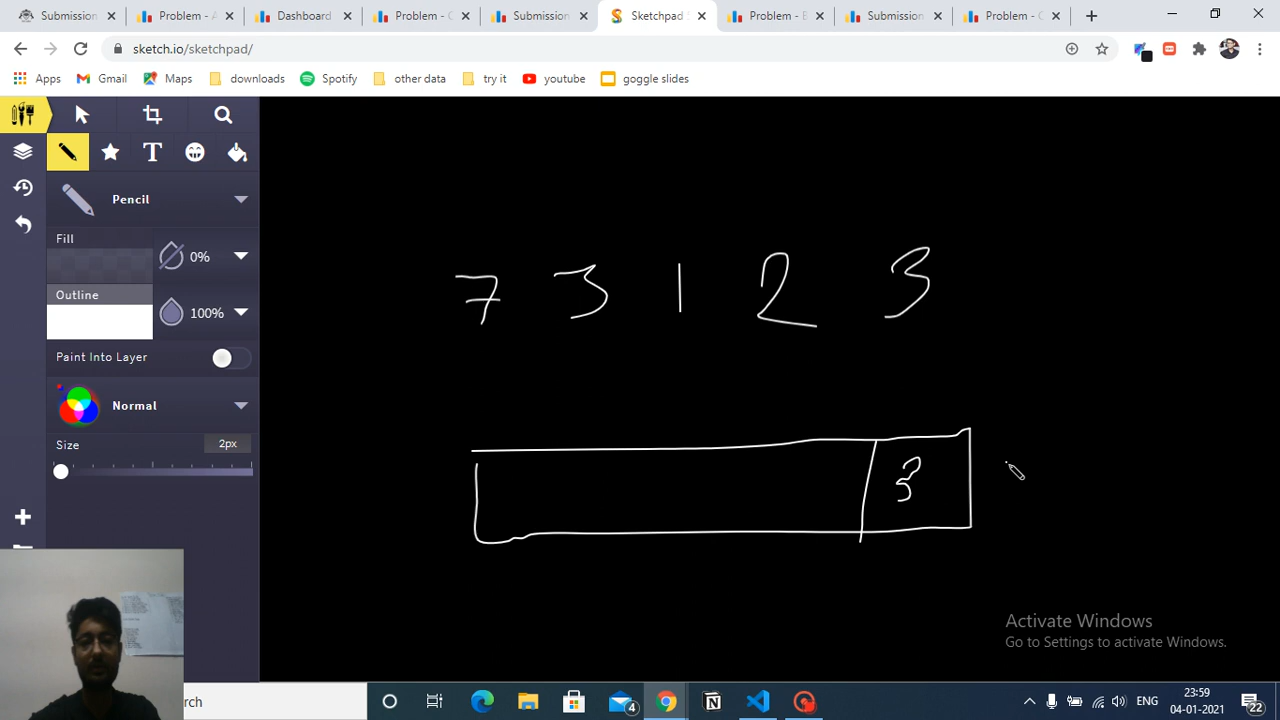 Submission
Problem - A
Dashboard
Problem - C
Submission
Sketchpad
Problem - B
Submission
Problem - C
sketch.io/sketchpad/
Apps
Gmail
Maps
downloads
Spotify
other data
try it
youtube
goggle slides
Pencil
Fill
0%
Outline
100%
Paint Into Layer
Normal
Size
2px
7 3 1 2 3
3
Activate Windows
Go to Settings to activate Windows.
rch
4
ENG
23:59
04-01-2021
22